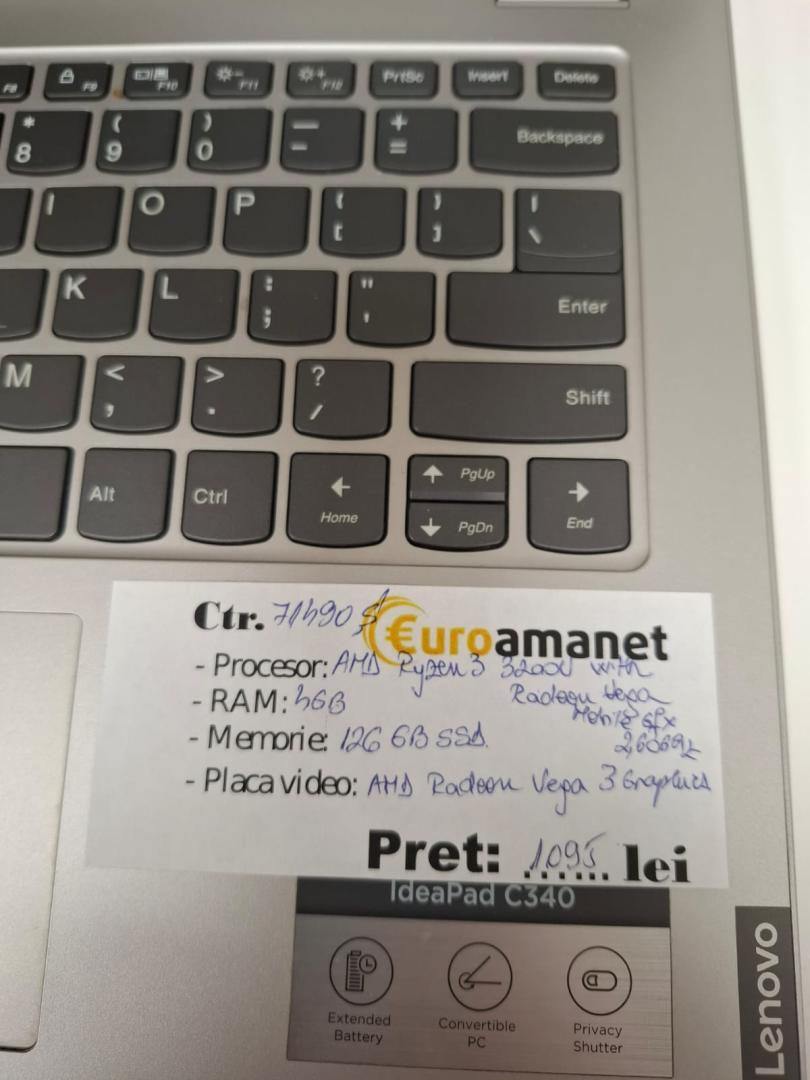 F8 F9 F10 F11 F12 PrtSc Insert Delete
* 8 ( 9 ) 0 — - + = Backspace
I O P { [ } ] | \
K L : ; " ' Enter
M < , > . ? / Shift
Alt Ctrl ← Home ↑ PgUp ↓ PgDn → End
Ctr. 71490 €uroamanet
- Procesor: AMD Ryzen 3 3200U with
Radeon Vega
Mobile Gfx
2,60GHz
- RAM: 4GB
- Memorie: 126 GB SSD.
- Placa video: AMD Radeon Vega 3 Graphics
Pret: 1095 lei
IdeaPad C340
Extended Battery
Convertible PC
Privacy Shutter
Lenovo